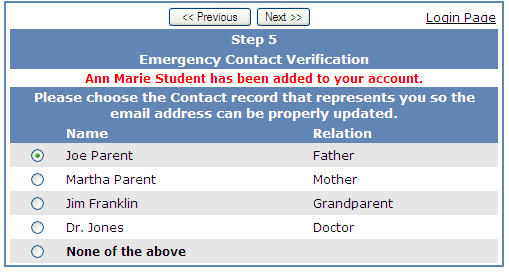 << Previous Next >> Login Page
Step 5
Emergency Contact Verification
Ann Marie Student has been added to your account.
Please choose the Contact record that represents you so the
email address can be properly updated.
Name Relation
Joe Parent Father
Martha Parent Mother
Jim Franklin Grandparent
Dr. Jones Doctor
None of the above